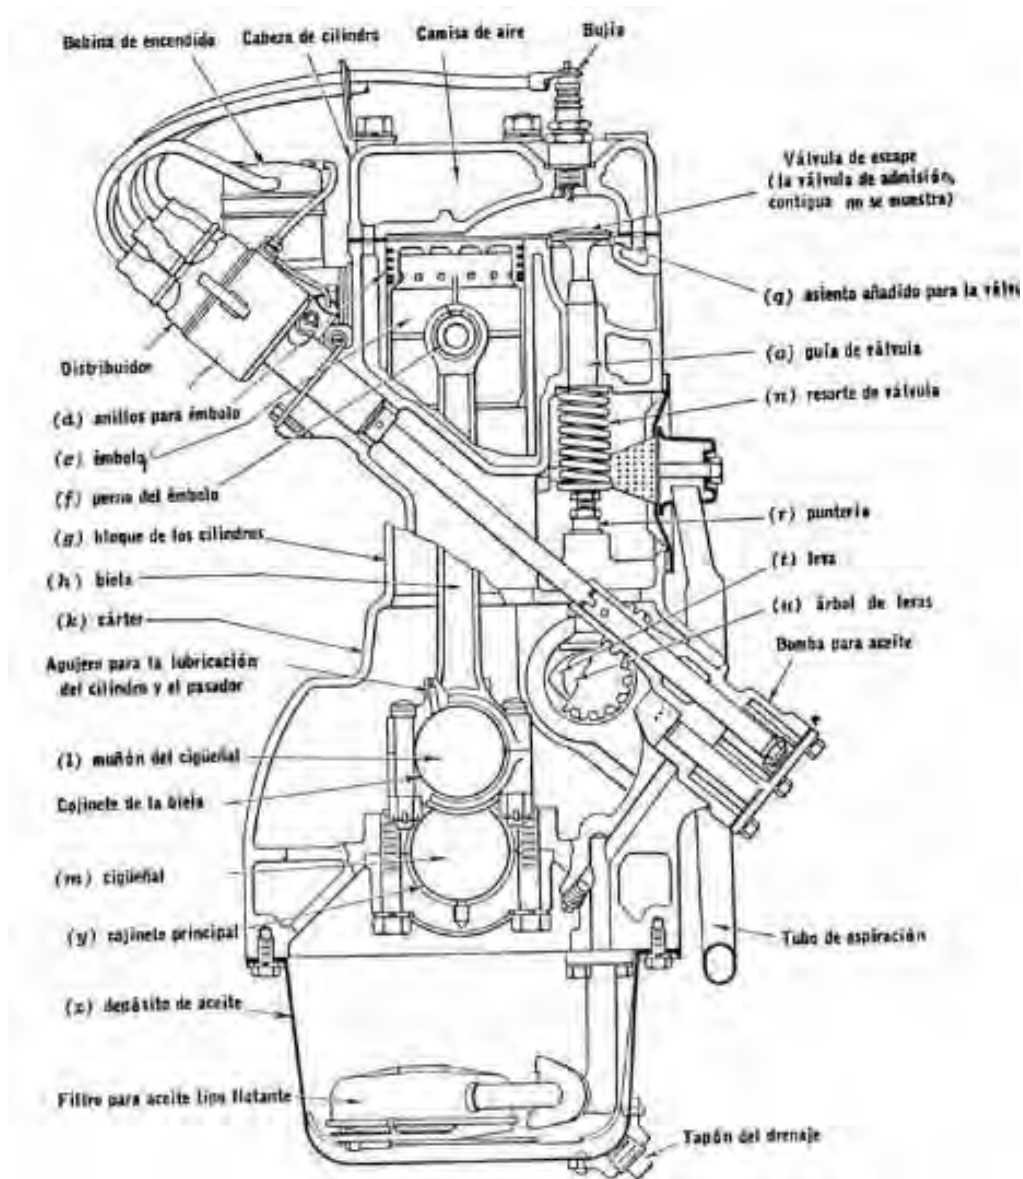 Bobina de encendido
Cabeza de cilindro
Camisa de aire
Bujía
Válvula de escape
(la válvula de admisión,
contigua no se muestra)
(q) asiento añadido para la válvu
(o) guía de válvula
(n) resorte de válvula
(r) puntería
(t) leva
(u) árbol de levas
Bomba para aceite
Distribuidor
(d) anillos para émbolo
(e) émbolo
(f) perno del émbolo
(g) bloque de los cilindros
(h) biela
(k) cárter
Agujero para la lubricación
del cilindro y el pasador
(l) muñón del cigüeñal
Cojinete de la biela
(m) cigüeñal
(y) cojinete principal
Tubo de aspiración
(z) depósito de aceite
Filtro para aceite tipo flotante
Tapón del drenaje